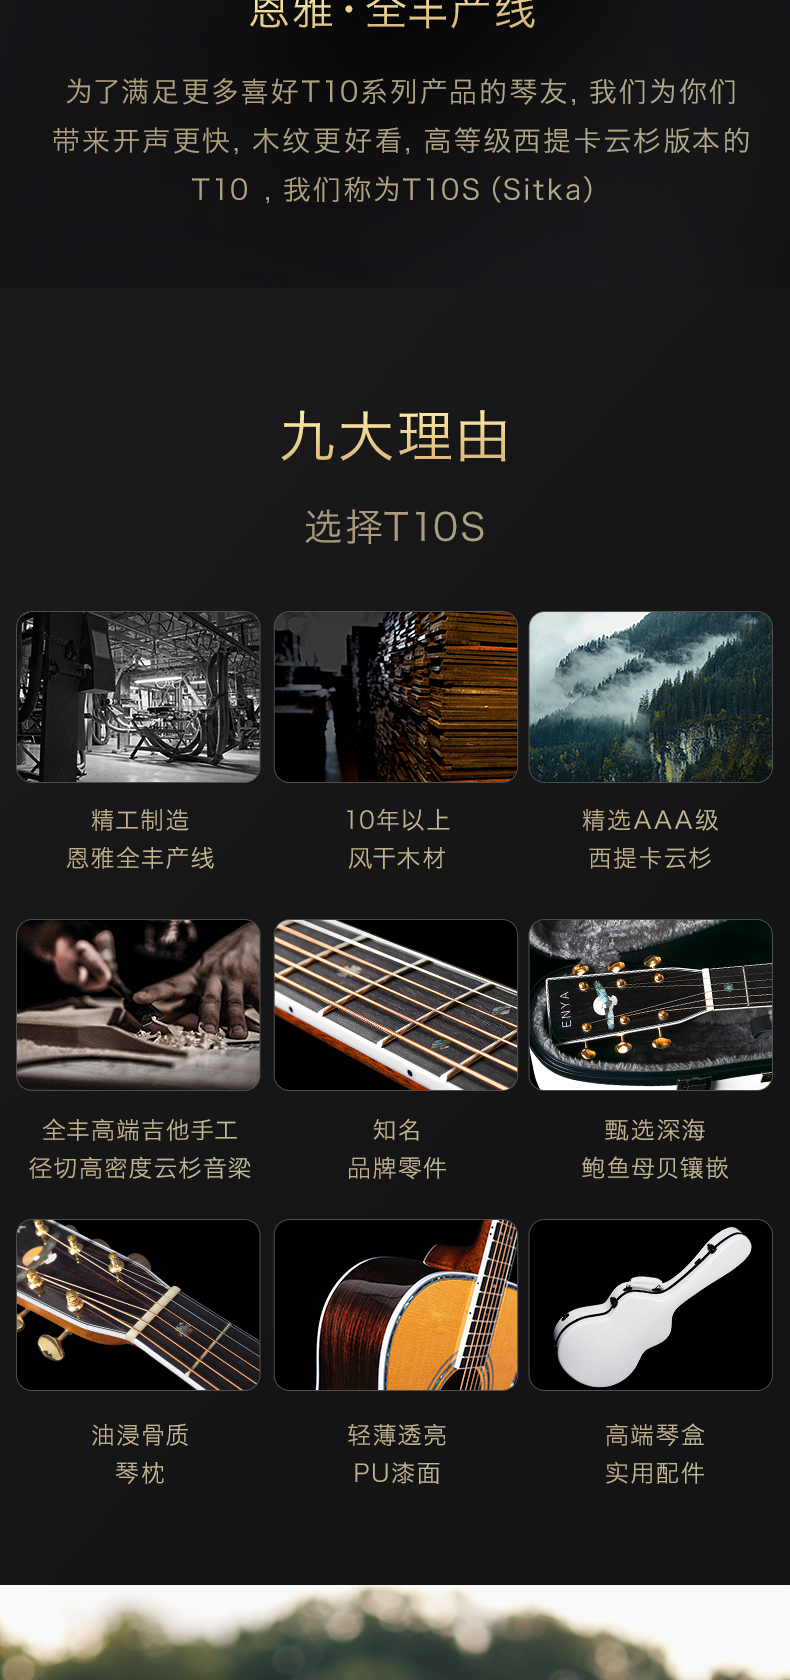 恩雅·全丰产线
为了满足更多喜好T10系列产品的琴友, 我们为你们
带来开声更快, 木纹更好看, 高等级西提卡云杉版本的
T10 , 我们称为T10S (Sitka)
九大理由
选择T10S
精工制造
恩雅全丰产线
10年以上
风干木材
精选AAA级
西提卡云杉
ENYA
全丰高端吉他手工
径切高密度云杉音梁
知名
品牌零件
甄选深海
鲍鱼母贝镶嵌
油浸骨质
琴枕
轻薄透亮
PU漆面
高端琴盒
实用配件